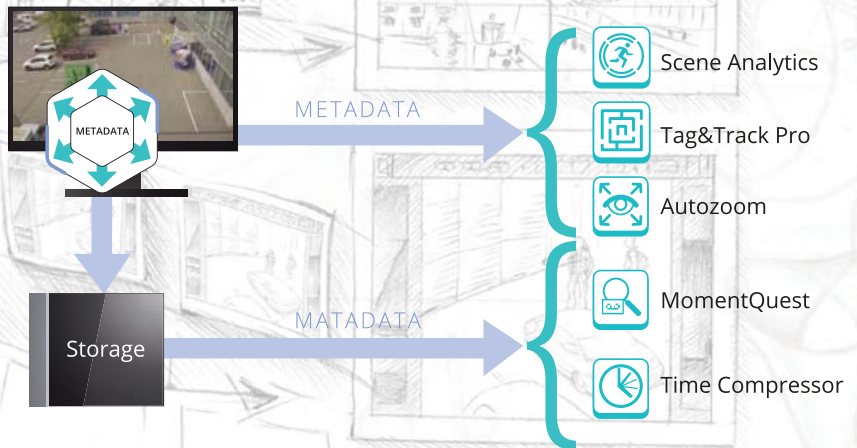 METADATA
METADATA
Scene Analytics
Tag&Track Pro
Autozoom
Storage
MATADATA
MomentQuest
Time Compressor